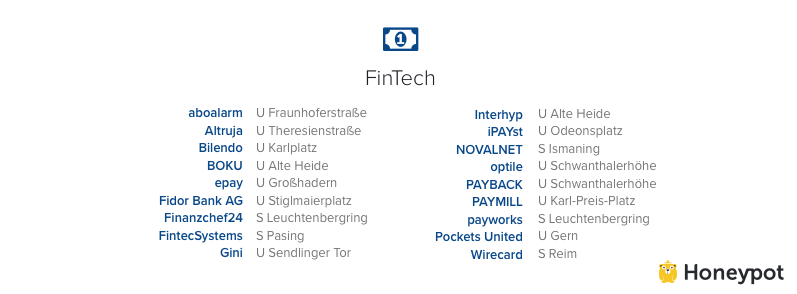 1
FinTech
aboalarm U Fraunhoferstraße
Altruja U Theresienstraße
Bilendo U Karlplatz
BOKU U Alte Heide
epay U Großhadern
Fidor Bank AG U Stiglmaierplatz
Finanzchef24 S Leuchtenbergring
FintecSystems S Pasing
Gini U Sendlinger Tor
Interhyp U Alte Heide
iPAYst U Odeonsplatz
NOVALNET S Ismaning
optile U Schwanthalerhöhe
PAYBACK U Schwanthalerhöhe
PAYMILL U Karl-Preis-Platz
payworks S Leuchtenbergring
Pockets United U Gern
Wirecard S Reim
Honeypot